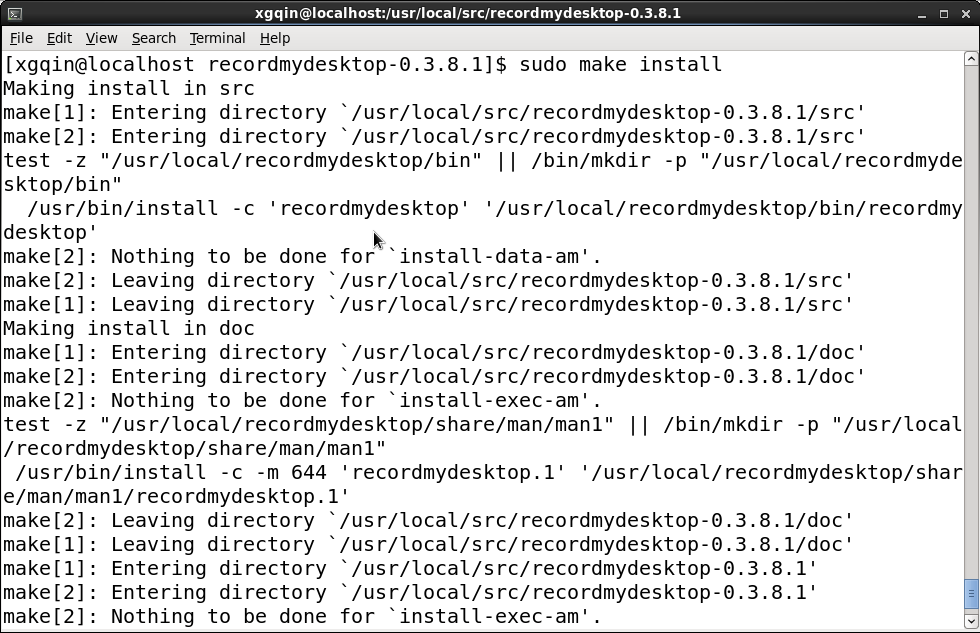 xgqin@localhost:/usr/local/src/recordmydesktop-0.3.8.1
File Edit View Search Terminal Help
[xgqin@localhost recordmydesktop-0.3.8.1]$ sudo make install
Making install in src
make[1]: Entering directory `/usr/local/src/recordmydesktop-0.3.8.1/src'
make[2]: Entering directory `/usr/local/src/recordmydesktop-0.3.8.1/src'
test -z "/usr/local/recordmydesktop/bin" || /bin/mkdir -p "/usr/local/recordmyde
sktop/bin"
  /usr/bin/install -c 'recordmydesktop' '/usr/local/recordmydesktop/bin/recordmy
desktop'
make[2]: Nothing to be done for `install-data-am'.
make[2]: Leaving directory `/usr/local/src/recordmydesktop-0.3.8.1/src'
make[1]: Leaving directory `/usr/local/src/recordmydesktop-0.3.8.1/src'
Making install in doc
make[1]: Entering directory `/usr/local/src/recordmydesktop-0.3.8.1/doc'
make[2]: Entering directory `/usr/local/src/recordmydesktop-0.3.8.1/doc'
make[2]: Nothing to be done for `install-exec-am'.
test -z "/usr/local/recordmydesktop/share/man/man1" || /bin/mkdir -p "/usr/local
/recordmydesktop/share/man/man1"
 /usr/bin/install -c -m 644 'recordmydesktop.1' '/usr/local/recordmydesktop/shar
e/man/man1/recordmydesktop.1'
make[2]: Leaving directory `/usr/local/src/recordmydesktop-0.3.8.1/doc'
make[1]: Leaving directory `/usr/local/src/recordmydesktop-0.3.8.1/doc'
make[1]: Entering directory `/usr/local/src/recordmydesktop-0.3.8.1'
make[2]: Entering directory `/usr/local/src/recordmydesktop-0.3.8.1'
make[2]: Nothing to be done for `install-exec-am'.